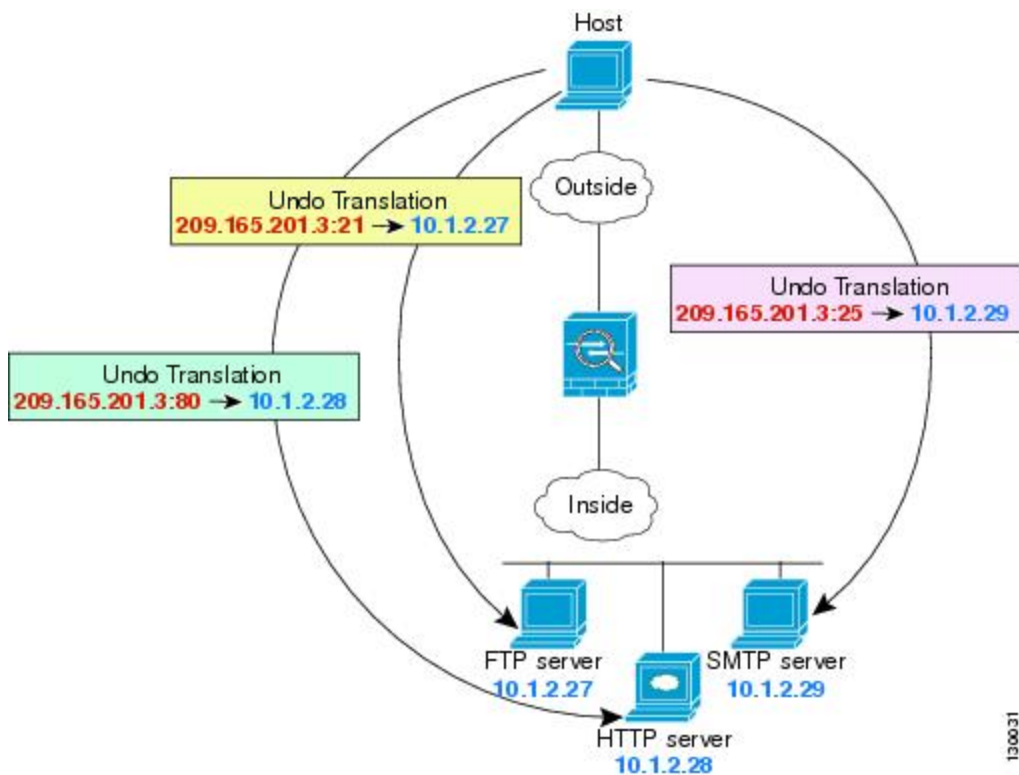 Host
Outside
Undo Translation
209.165.201.3:21 → 10.1.2.27
Undo Translation
209.165.201.3:25 → 10.1.2.29
Undo Translation
209.165.201.3:80 → 10.1.2.28
Inside
FTP server
10.1.2.27
SMTP server
10.1.2.29
HTTP server
10.1.2.28
130031